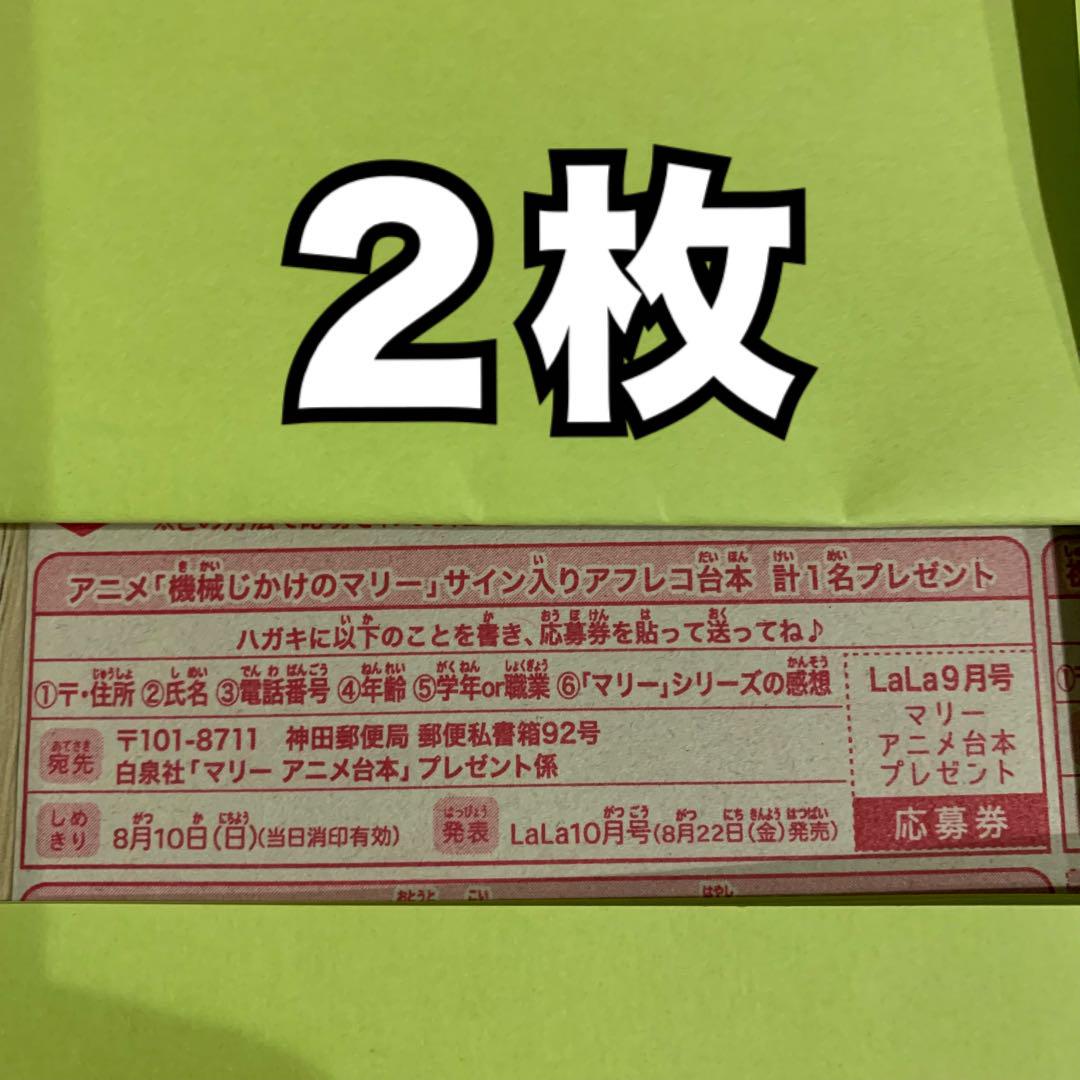 2枚
アニメ「機械じかけのマリー」サイン入りアフレコ台本 計1名プレゼント
ハガキに以下のことを書き、応募券を貼って送ってね♪
①〒・住所 ②氏名 ③電話番号 ④年齢 ⑤学年or職業 ⑥「マリー」シリーズの感想
宛先
〒101-8711 神田郵便局 郵便私書箱92号
白泉社「マリー アニメ台本」プレゼント係
しめきり
8月10日(日)(当日消印有効)
発表
LaLa10月号(8月22日(金)発売)
LaLa9月号
マリー
アニメ台本
プレゼント
応募券